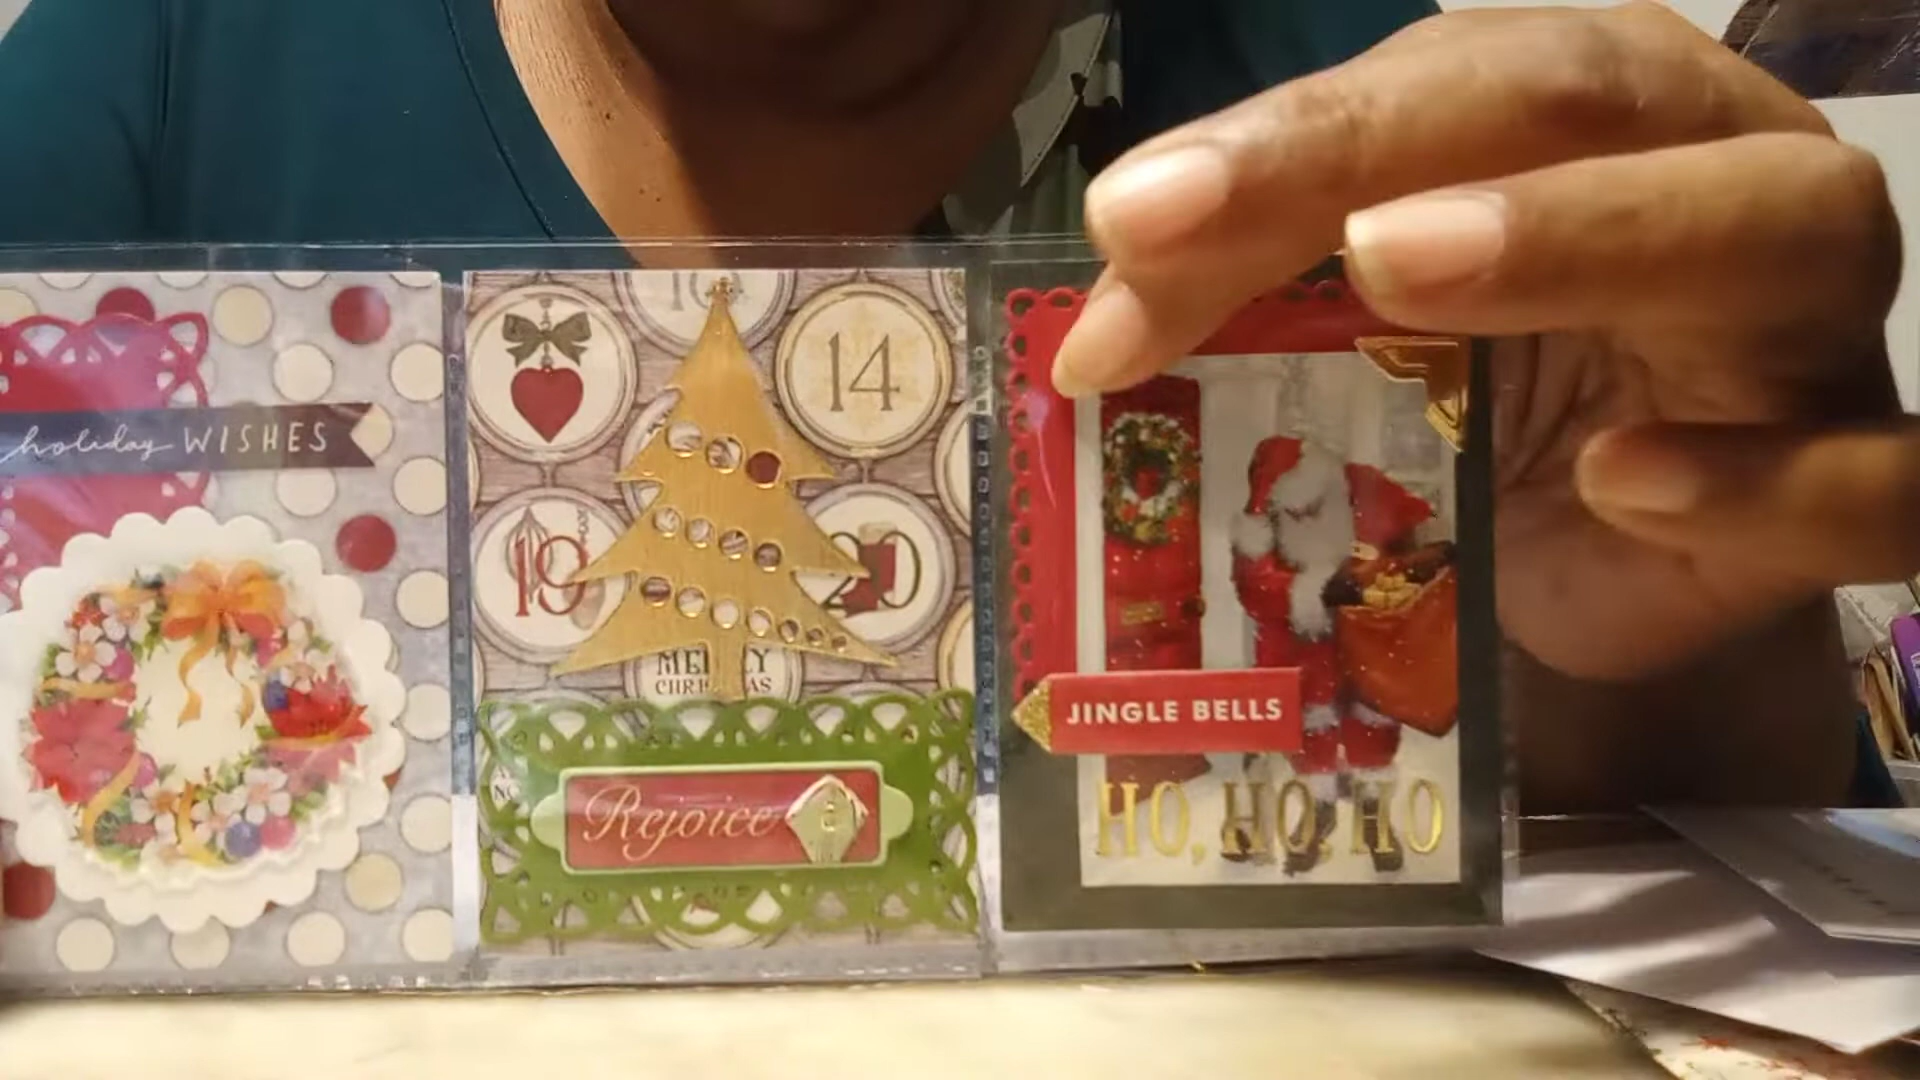 holiday WISHES
14
19
20
MERRY
CHRISTMAS
Rejoice
JINGLE BELLS
HO, HO, HO